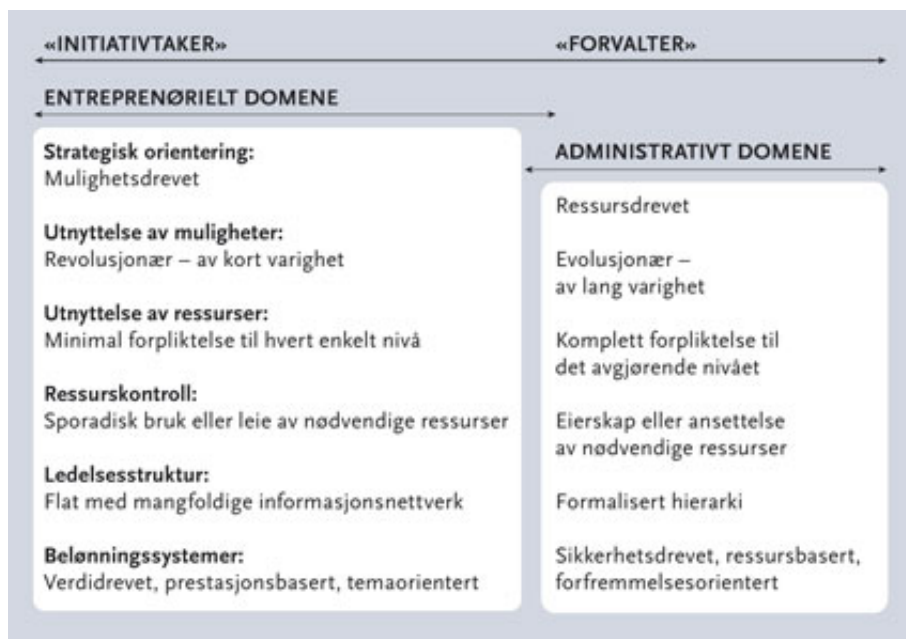 «INITIATIVTAKER»
«FORVALTER»
ENTREPRENØRIELT DOMENE
Strategisk orientering:
Mulighetsdrevet
Utnyttelse av muligheter:
Revolusjonær – av kort varighet
Utnyttelse av ressurser:
Minimal forpliktelse til hvert enkelt nivå
Ressurskontroll:
Sporadisk bruk eller leie av nødvendige ressurser
Ledelsesstruktur:
Flat med mangfoldige informasjonsnettverk
Belønningssystemer:
Verdidrevet, prestasjonsbasert, temaorientert
ADMINISTRATIVT DOMENE
Ressursdrevet
Evolusjonær –
av lang varighet
Komplett forpliktelse til
det avgjørende nivået
Eierskap eller ansettelse
av nødvendige ressurser
Formalisert hierarki
Sikkerhetsdrevet, ressursbasert,
forfremmelsesorientert